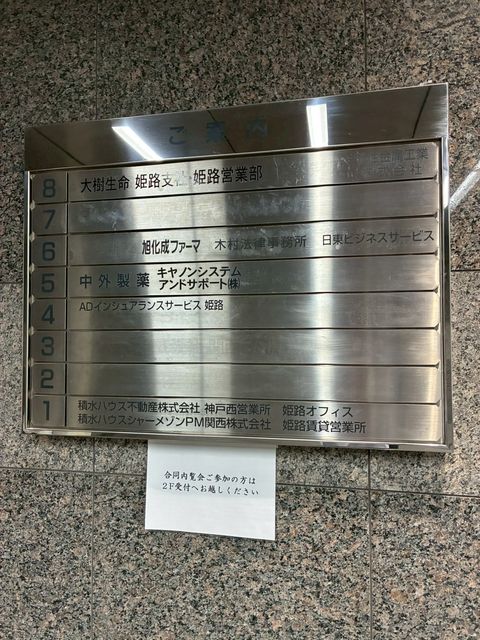 ご案内
8 大樹生命 姫路支社 姫路営業部
金属工業
会社
7
6 旭化成ファーマ 木村法律事務所 日東ビジネスサービス
5 中外製薬 キヤノンシステム
アンドサポート㈱
4 ADインシュアランスサービス 姫路
3
2
1 積水ハウス不動産株式会社 神戸西営業所 姫路オフィス
積水ハウスシャーメゾンPM関西株式会社 姫路賃貸営業所
合同内覧会ご参加の方は
2F受付へお越しください